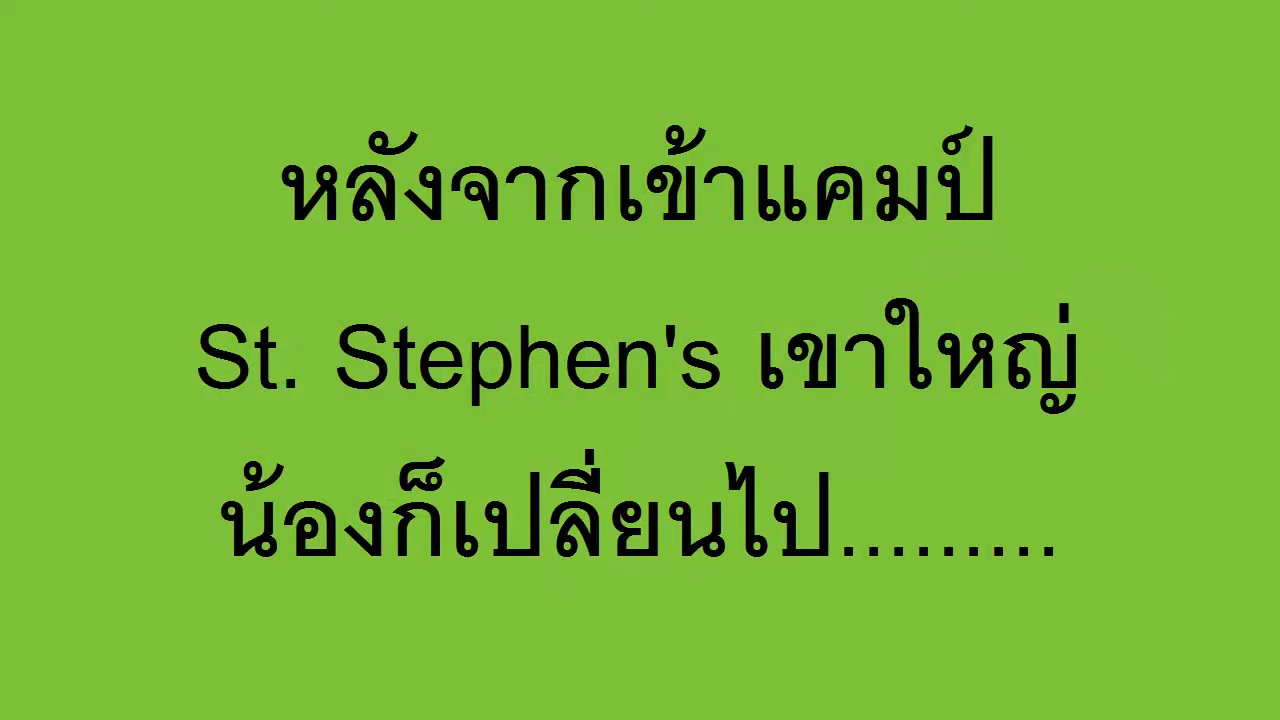 หลังจากเข้าแคมป์
St. Stephen's เขาใหญ่
น้องก็เปลี่ยนไป.........